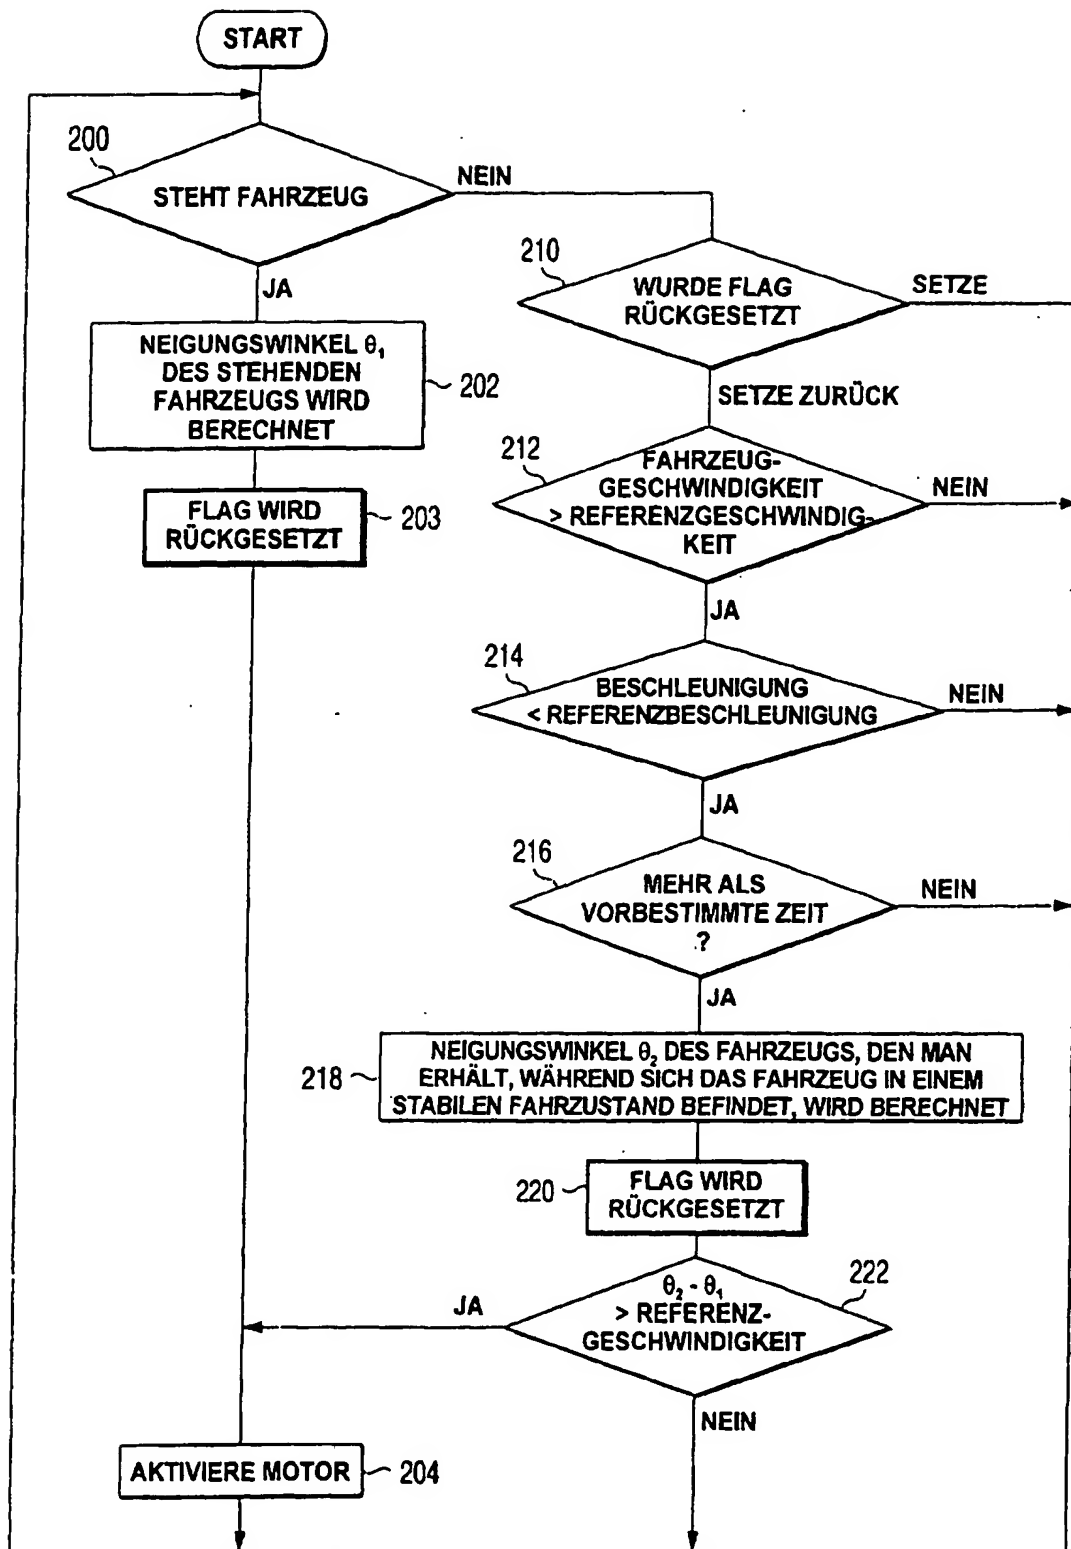 START
200
STEHT FAHRZEUG
NEIN
JA
NEIGUNGSWINKEL θ₁
DES STEHENDEN
FAHRZEUGS WIRD
BERECHNET
202
FLAG WIRD
RÜCKGESETZT
203
210
WURDE FLAG
RÜCKGESETZT
SETZE
SETZE ZURÜCK
212
FAHRZEUG-
GESCHWINDIGKEIT
> REFERENZGESCHWINDIG-
KEIT
NEIN
JA
214
BESCHLEUNIGUNG
< REFERENZBESCHLEUNIGUNG
NEIN
JA
216
MEHR ALS
VORBESTIMMTE ZEIT
?
NEIN
JA
218
NEIGUNGSWINKEL θ₂ DES FAHRZEUGS, DEN MAN
ERHÄLT, WÄHREND SICH DAS FAHRZEUG IN EINEM
STABILEN FAHRZUSTAND BEFINDET, WIRD BERECHNET
220
FLAG WIRD
RÜCKGESETZT
222
θ₂ - θ₁
> REFERENZ-
GESCHWINDIGKEIT
JA
NEIN
AKTIVIERE MOTOR
204